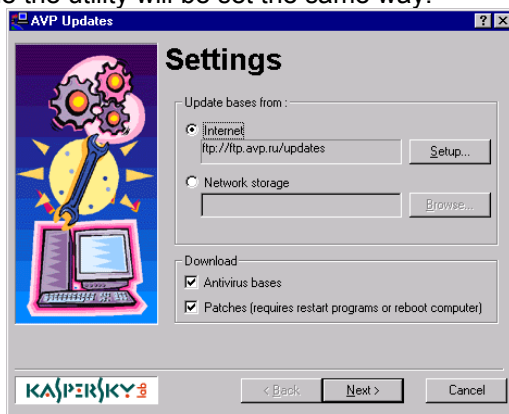 e the utility will be set the same way.
AVP Updates
Settings
Update bases from :
Internet
ftp://ftp.avp.ru/updates
Setup...
Network storage
Browse...
Download
Antivirus bases
Patches (requires restart programs or reboot computer)
KASPERSKY lab
< Back
Next >
Cancel